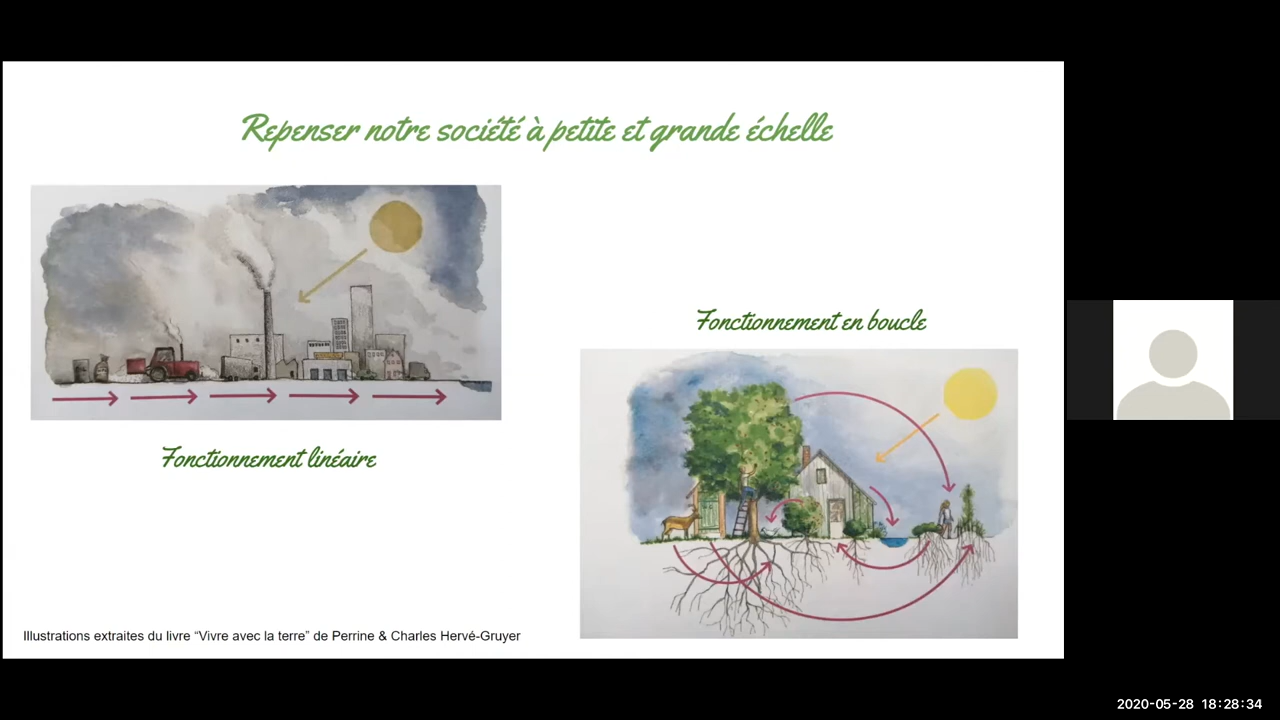 Repenser notre société à petite et grande échelle
Fonctionnement linéaire
Fonctionnement en boucle
Illustrations extraites du livre “Vivre avec la terre” de Perrine & Charles Hervé-Gruyer
2020-05-28 18:28:34